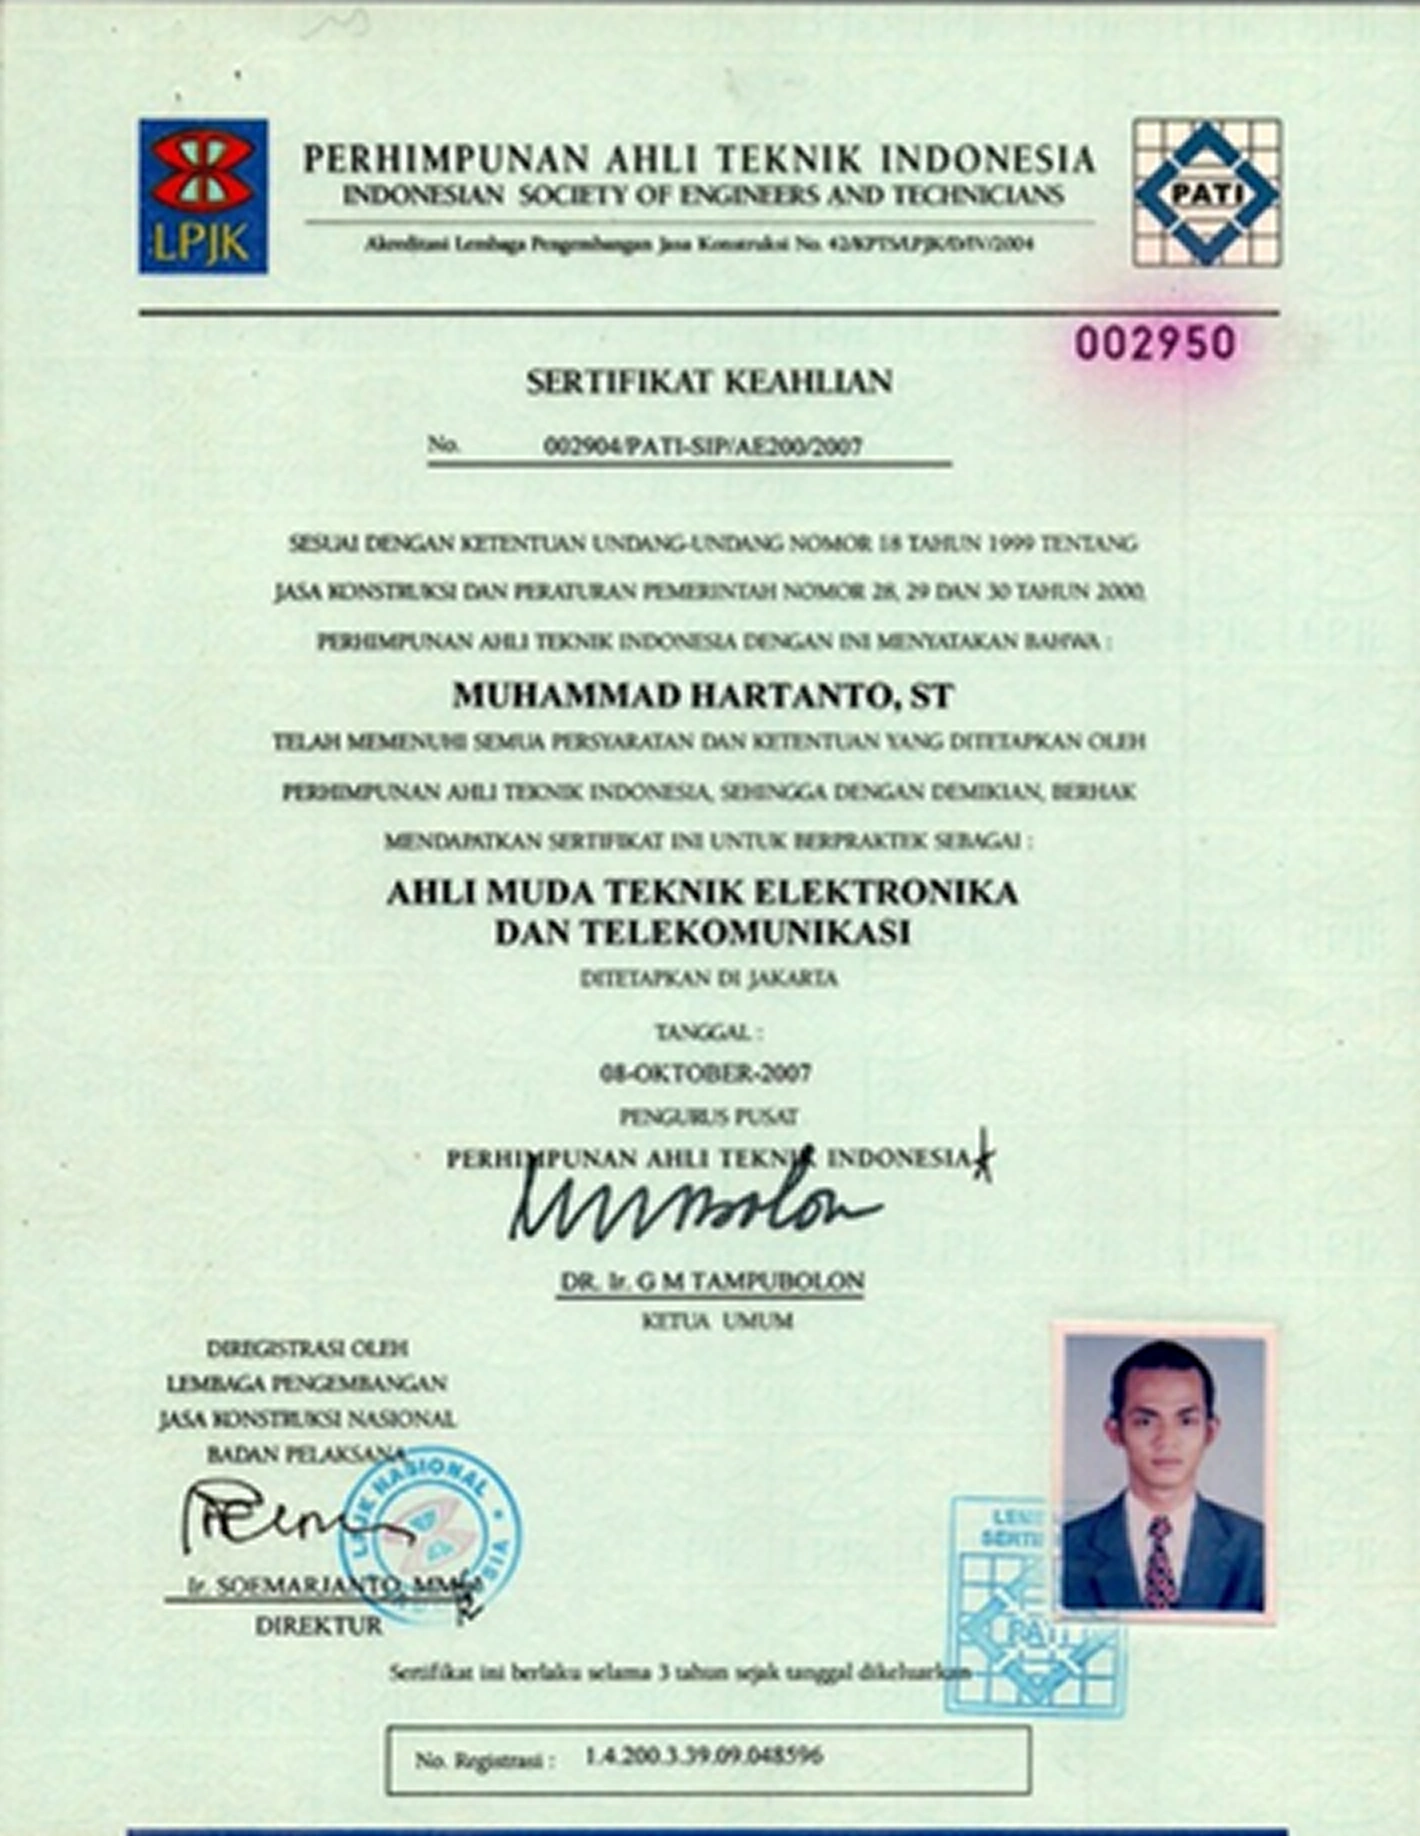 LPJK
PERHIMPUNAN AHLI TEKNIK INDONESIA
INDONESIAN SOCIETY OF ENGINEERS AND TECHNICIANS
Akreditasi Lembaga Pengembangan Jasa Konstruksi No. 42/KPTS/LPJK/D/IV/2004
PATI
002950
SERTIFIKAT KEAHLIAN
No. 002904/PATI-SIP/AE200/2007
SESUAI DENGAN KETENTUAN UNDANG-UNDANG NOMOR 18 TAHUN 1999 TENTANG
JASA KONSTRUKSI DAN PERATURAN PEMERINTAH NOMOR 28, 29 DAN 30 TAHUN 2000,
PERHIMPUNAN AHLI TEKNIK INDONESIA DENGAN INI MENYATAKAN BAHWA :
MUHAMMAD HARTANTO, ST
TELAH MEMENUHI SEMUA PERSYARATAN DAN KETENTUAN YANG DITETAPKAN OLEH
PERHIMPUNAN AHLI TEKNIK INDONESIA, SEHINGGA DENGAN DEMIKIAN, BERHAK
MENDAPATKAN SERTIFIKAT INI UNTUK BERPRAKTEK SEBAGAI :
AHLI MUDA TEKNIK ELEKTRONIKA
DAN TELEKOMUNIKASI
DITETAPKAN DI JAKARTA
TANGGAL :
08-OKTOBER-2007
PENGURUS PUSAT
PERHIMPUNAN AHLI TEKNIK INDONESIA
DR. Ir. G M TAMPUBOLON
KETUA UMUM
DIREGISTRASI OLEH
LEMBAGA PENGEMBANGAN
JASA KONSTRUKSI NASIONAL
BADAN PELAKSANA
LPJK NASIONAL
Ir. SOEMARJANTO,
DIREKTUR
PATI
Sertifikat ini berlaku selama 3 tahun sejak tanggal dikeluarkan
No. Registrasi : 1.4.200.3.39.09.048596